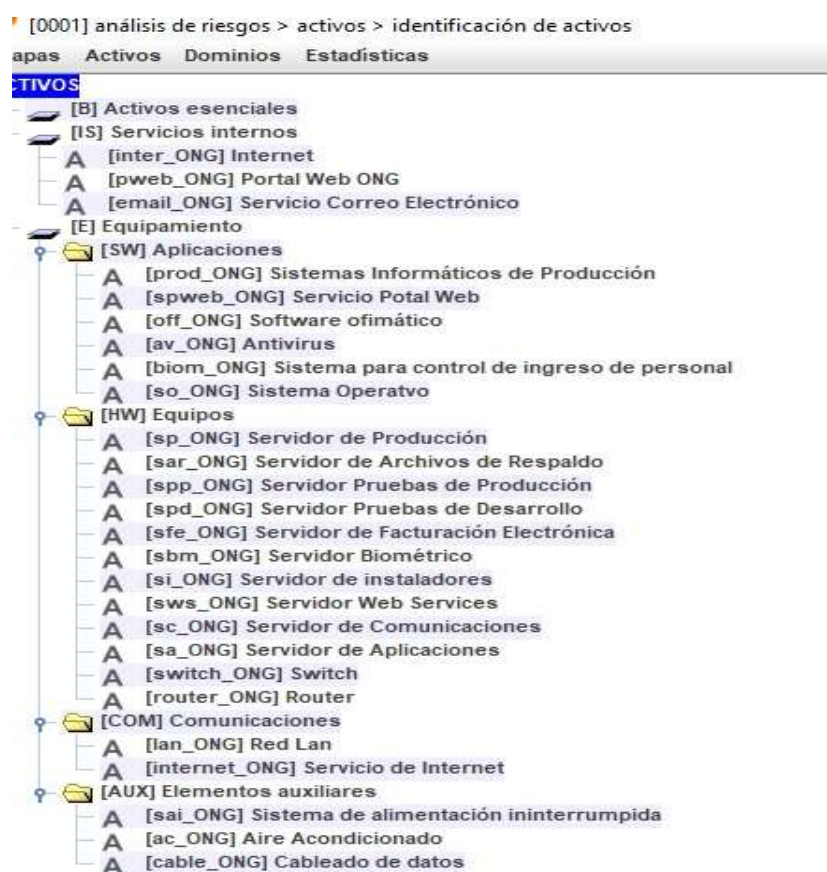 [0001] análisis de riesgos > activos > identificación de activos
apas Activos Dominios Estadísticas
CTIVOS
[B] Activos esenciales
[IS] Servicios internos
[inter_ONG] Internet
[pweb_ONG] Portal Web ONG
[email_ONG] Servicio Correo Electrónico
[E] Equipamiento
[SW] Aplicaciones
[prod_ONG] Sistemas Informáticos de Producción
[spweb_ONG] Servicio Potal Web
[off_ONG] Software ofimático
[av_ONG] Antivirus
[biom_ONG] Sistema para control de ingreso de personal
[so_ONG] Sistema Operatvo
[HW] Equipos
[sp_ONG] Servidor de Producción
[sar_ONG] Servidor de Archivos de Respaldo
[spp_ONG] Servidor Pruebas de Producción
[spd_ONG] Servidor Pruebas de Desarrollo
[sfe_ONG] Servidor de Facturación Electrónica
[sbm_ONG] Servidor Biométrico
[si_ONG] Servidor de instaladores
[sws_ONG] Servidor Web Services
[sc_ONG] Servidor de Comunicaciones
[sa_ONG] Servidor de Aplicaciones
[switch_ONG] Switch
[router_ONG] Router
[COM] Comunicaciones
[lan_ONG] Red Lan
[internet_ONG] Servicio de Internet
[AUX] Elementos auxiliares
[sai_ONG] Sistema de alimentación ininterrumpida
[ac_ONG] Aire Acondicionado
[cable_ONG] Cableado de datos